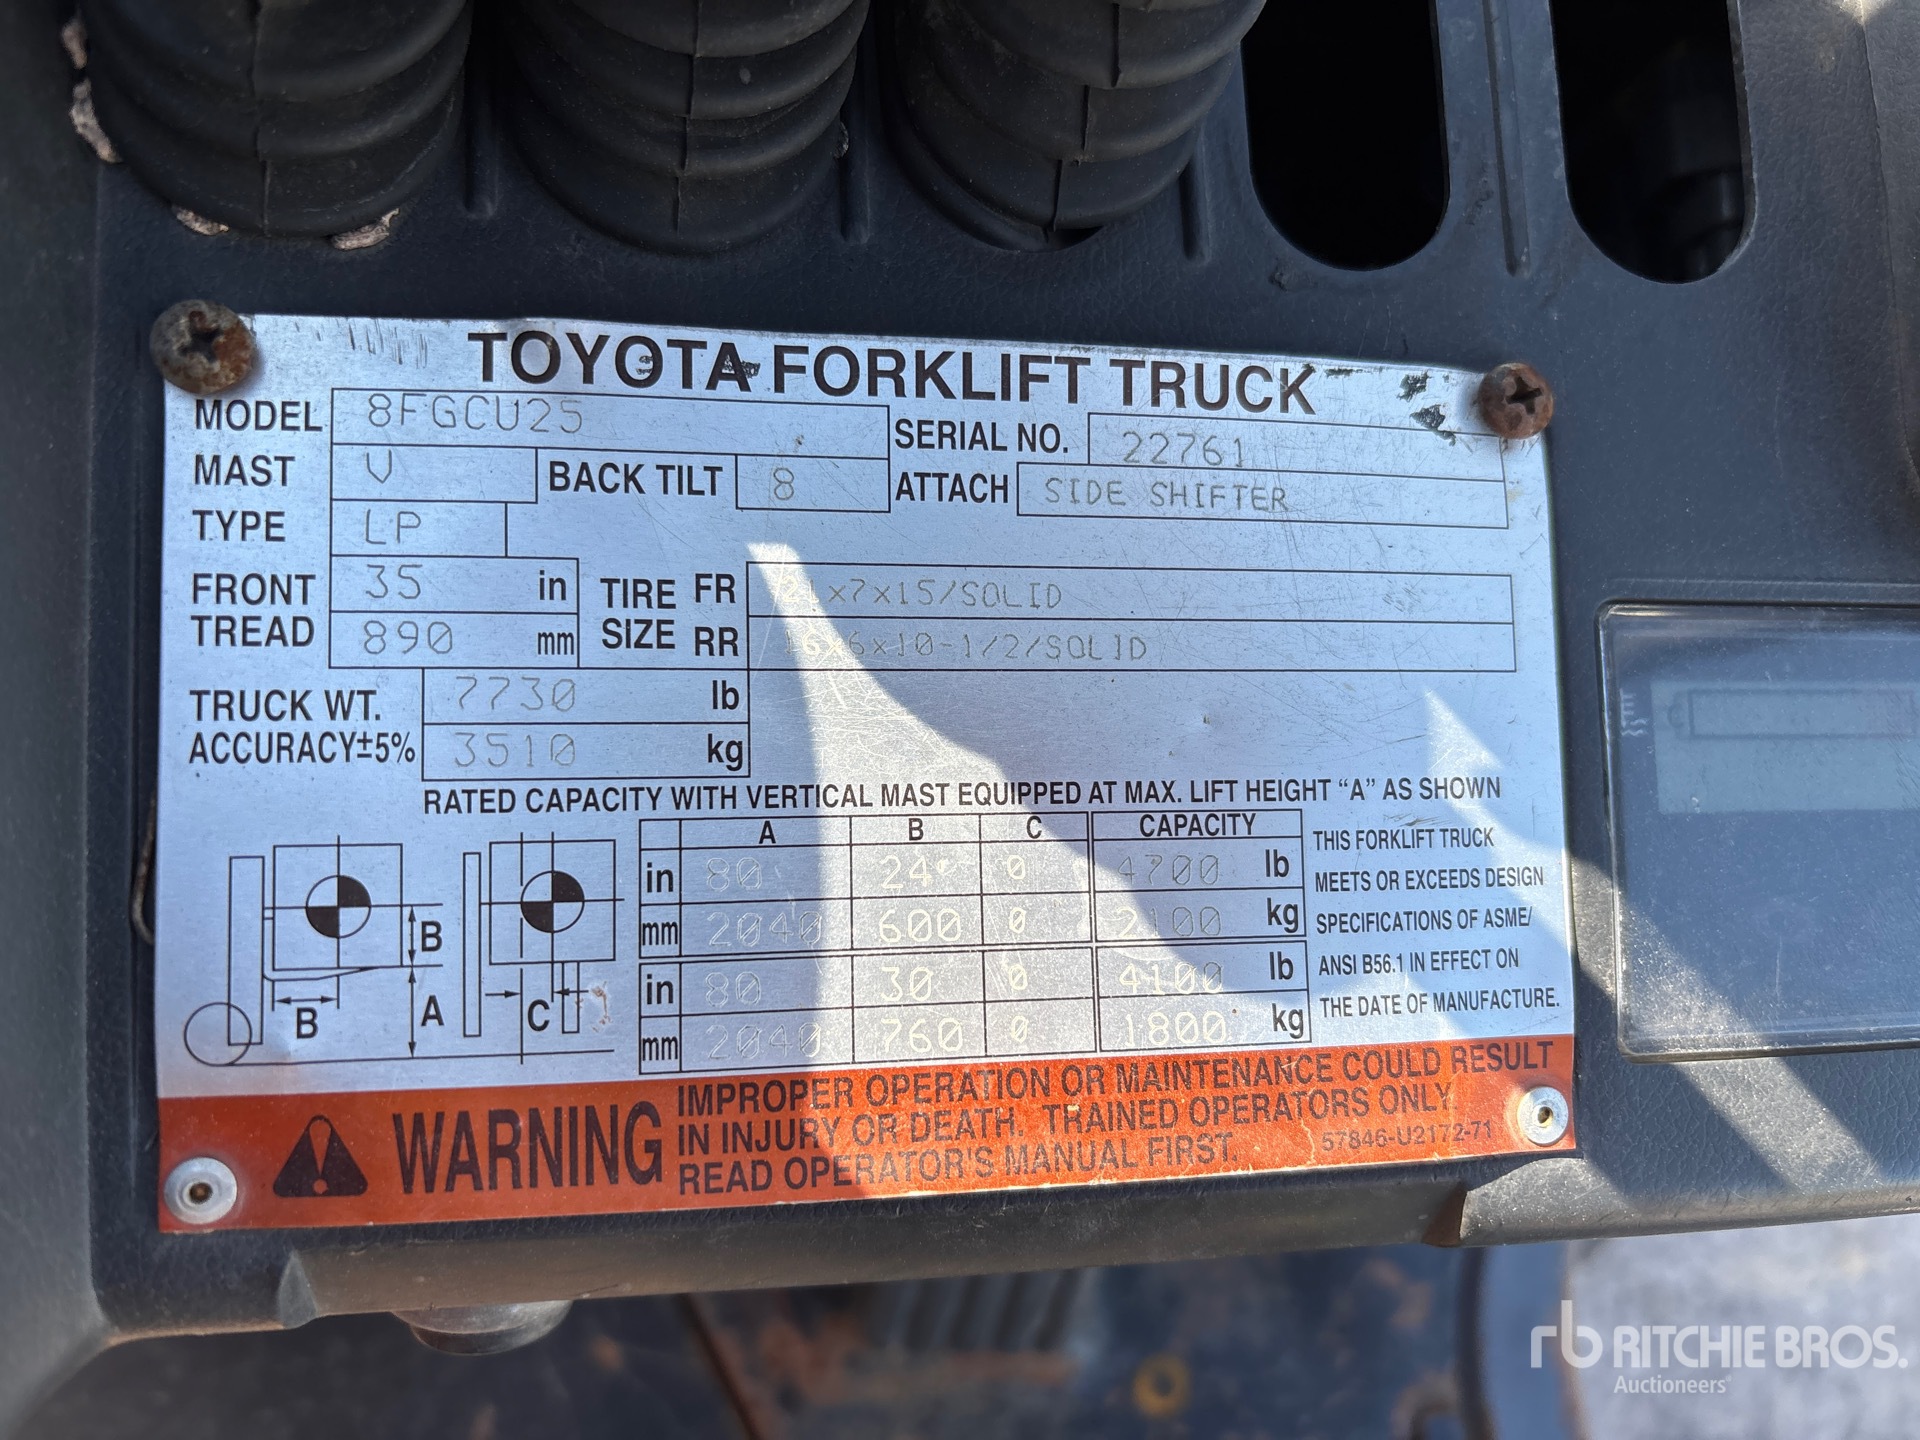 TOYOTA FORKLIFT TRUCK
MODEL 8FGCU25 SERIAL NO. 22761
MAST V BACK TILT 8 ATTACH SIDE SHIFTER
TYPE LP
FRONT TREAD 35 in 890 mm
TIRE SIZE FR 21x7x15/SOLID
RR 16x6x10-1/2/SOLID
TRUCK WT. 7730 lb
ACCURACY±5% 3510 kg
RATED CAPACITY WITH VERTICAL MAST EQUIPPED AT MAX. LIFT HEIGHT “A” AS SHOWN
A B C CAPACITY
in 80 24 0 4700 lb
mm 2040 600 0 2100 kg
in 80 30 0 4100 lb
mm 2040 760 0 1800 kg
B B A C
THIS FORKLIFT TRUCK
MEETS OR EXCEEDS DESIGN
SPECIFICATIONS OF ASME/
ANSI B56.1 IN EFFECT ON
THE DATE OF MANUFACTURE.
WARNING
IMPROPER OPERATION OR MAINTENANCE COULD RESULT
IN INJURY OR DEATH. TRAINED OPERATORS ONLY.
READ OPERATOR'S MANUAL FIRST.
57846-U2172-71
rb RITCHIE BROS.
Auctioneers